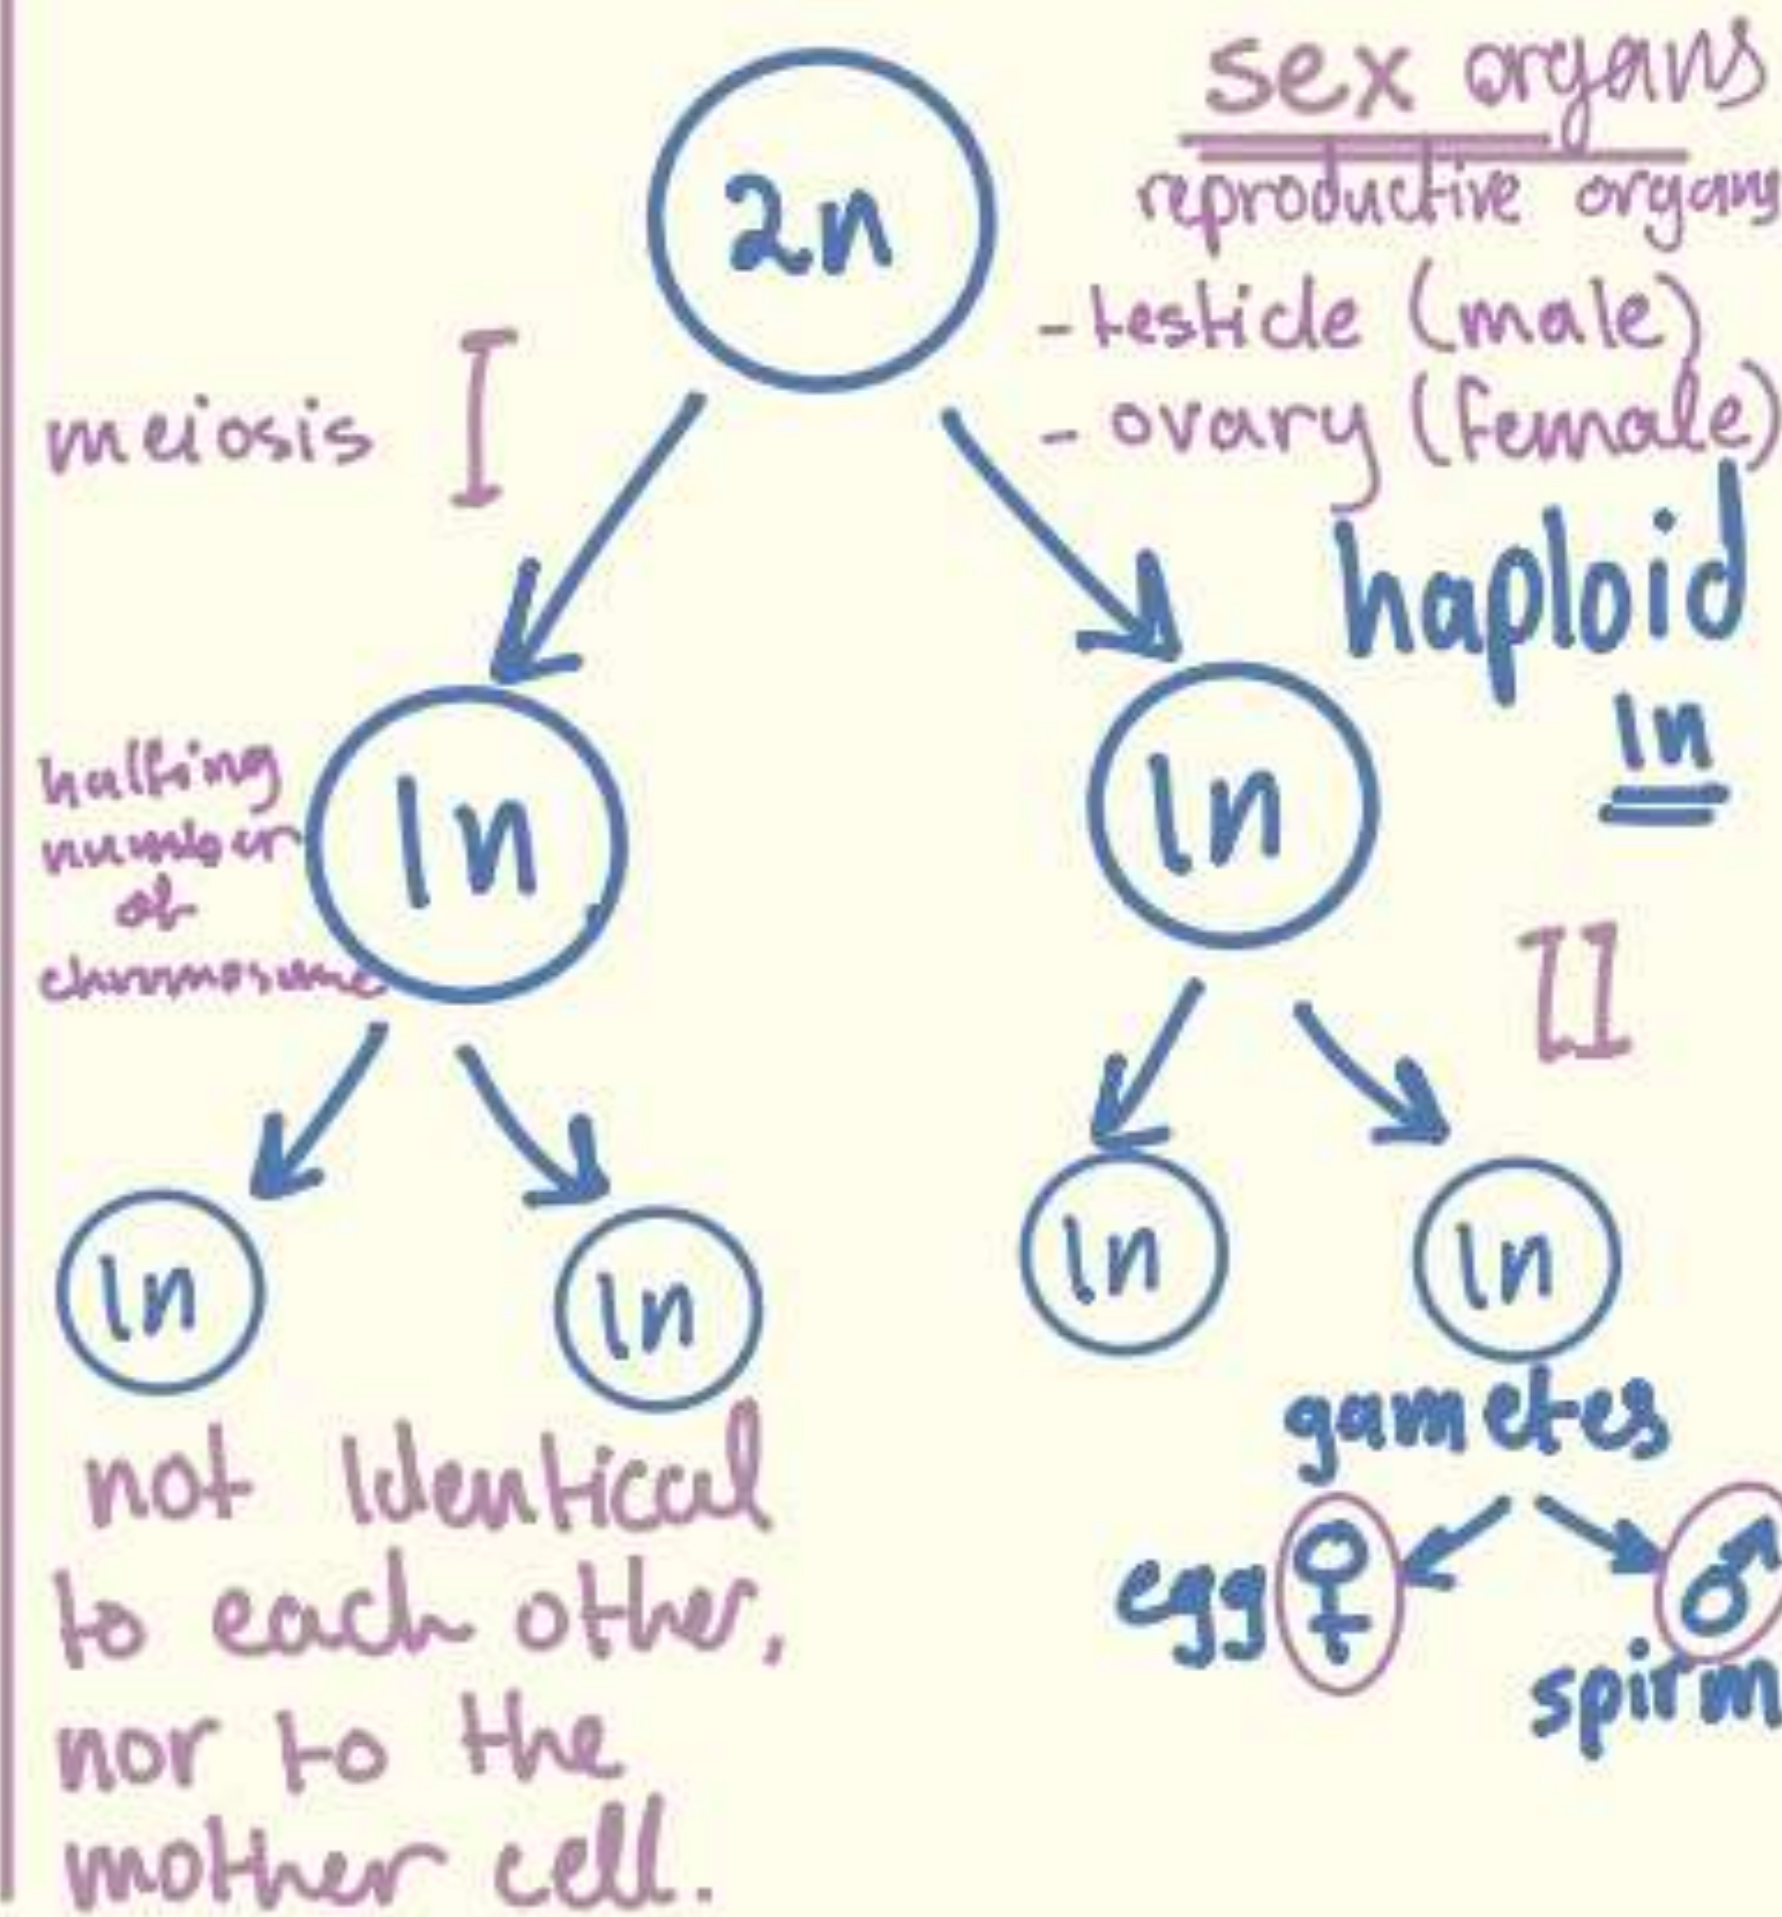 sex organs
reproductive organs
2n
- testicle (male)
meiosis I
- ovary (female)
haploid
1n
halfing
number
of
chromosome
1n
1n
II
1n
1n
1n
1n
gametes
egg ♀
♂
spirm
not Identical
to each other,
nor to the
mother cell.